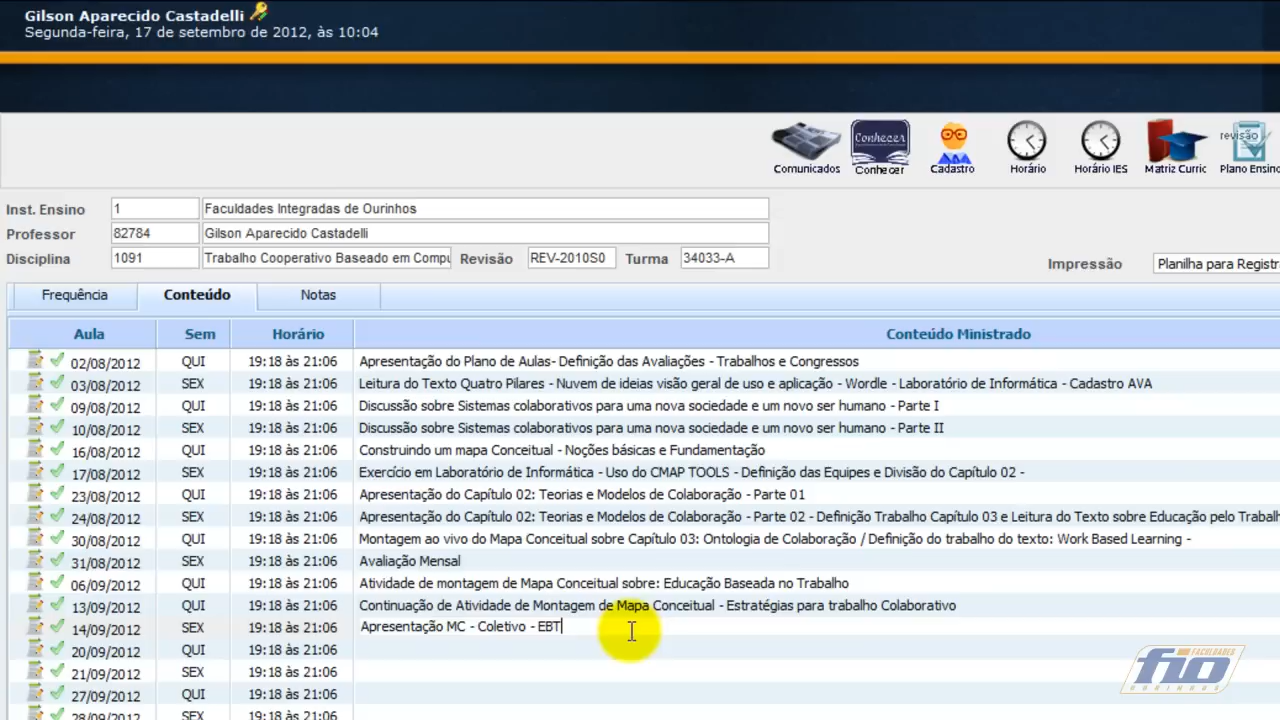 Gilson Aparecido Castadelli
Segunda-feira, 17 de setembro de 2012, às 10:04
Comunicados Conhecer Conhecer Cadastro Horário Horário IES Matriz Curric revisão Plano Ensino
Inst. Ensino 1 Faculdades Integradas de Ourinhos
Professor 82784 Gilson Aparecido Castadelli
Disciplina 1091 Trabalho Cooperativo Baseado em Compu Revisão REV-2010S0 Turma 34033-A
Impressão Planilha para Registr
Frequência Conteúdo Notas
Aula Sem Horário Conteúdo Ministrado
02/08/2012 QUI 19:18 às 21:06 Apresentação do Plano de Aulas- Definição das Avaliações - Trabalhos e Congressos
03/08/2012 SEX 19:18 às 21:06 Leitura do Texto Quatro Pilares - Nuvem de ideias visão geral de uso e aplicação - Wordle - Laboratório de Informática - Cadastro AVA
09/08/2012 QUI 19:18 às 21:06 Discussão sobre Sistemas colaborativos para uma nova sociedade e um novo ser humano - Parte I
10/08/2012 SEX 19:18 às 21:06 Discussão sobre Sistemas colaborativos para uma nova sociedade e um novo ser humano - Parte II
16/08/2012 QUI 19:18 às 21:06 Construindo um mapa Conceitual - Noções básicas e Fundamentação
17/08/2012 SEX 19:18 às 21:06 Exercício em Laboratório de Informática - Uso do CMAP TOOLS - Definição das Equipes e Divisão do Capítulo 02 -
23/08/2012 QUI 19:18 às 21:06 Apresentação do Capítulo 02: Teorias e Modelos de Colaboração - Parte 01
24/08/2012 SEX 19:18 às 21:06 Apresentação do Capítulo 02: Teorias e Modelos de Colaboração - Parte 02 - Definição Trabalho Capítulo 03 e Leitura do Texto sobre Educação pelo Trabalh
30/08/2012 QUI 19:18 às 21:06 Montagem ao vivo do Mapa Conceitual sobre Capítulo 03: Ontologia de Colaboração / Definição do trabalho do texto: Work Based Learning -
31/08/2012 SEX 19:18 às 21:06 Avaliação Mensal
06/09/2012 QUI 19:18 às 21:06 Atividade de montagem de Mapa Conceitual sobre: Educação Baseada no Trabalho
13/09/2012 QUI 19:18 às 21:06 Continuação de Atividade de Montagem de Mapa Conceitual - Estratégias para trabalho Colaborativo
14/09/2012 SEX 19:18 às 21:06 Apresentação MC - Coletivo - EBT
20/09/2012 QUI 19:18 às 21:06
21/09/2012 SEX 19:18 às 21:06
27/09/2012 QUI 19:18 às 21:06
28/09/2012 SEX 19:18 às 21:06
FACULDADES
fio
OURINHOS